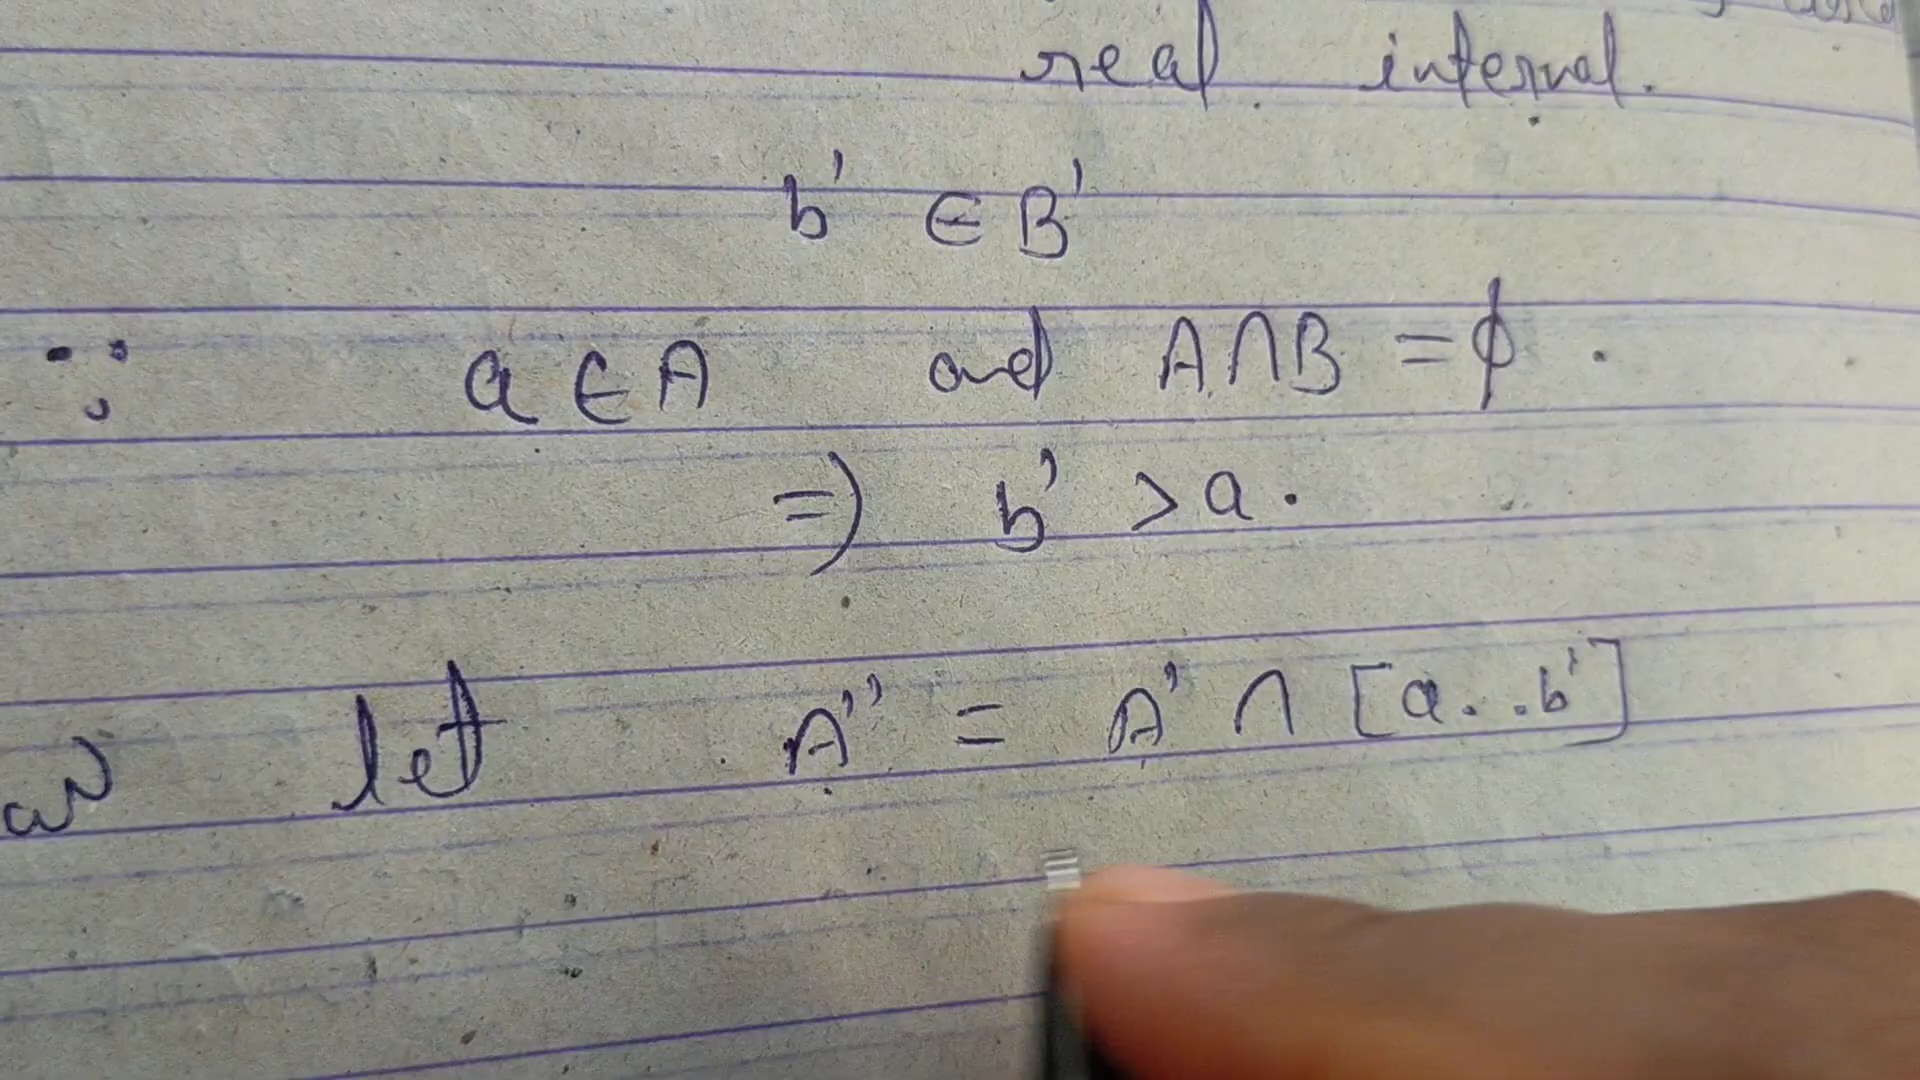 real interval.
b' ∈ B'
∵ a ∈ A and A∩B = ϕ.
=) b' > a.
let A'' = A' ∩ [a..b']